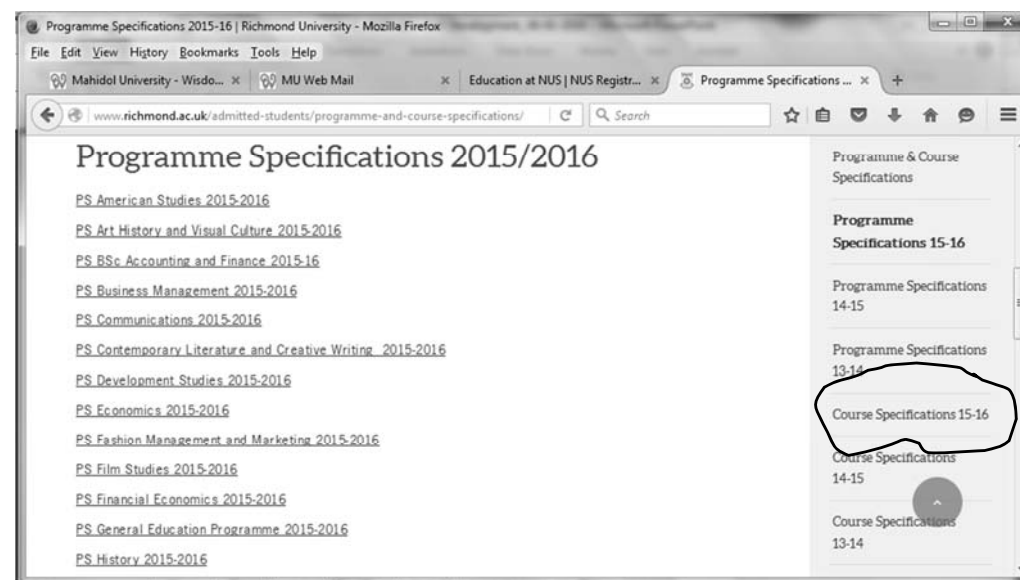 Programme Specifications 2015-16 | Richmond University - Mozilla Firefox
File Edit View History Bookmarks Tools Help
Mahidol University - Wisdo... × MU Web Mail × Education at NUS | NUS Registr... × Programme Specifications ... × +
www.richmond.ac.uk/admitted-students/programme-and-course-specifications/ Search
Programme Specifications 2015/2016
PS American Studies 2015-2016
PS Art History and Visual Culture 2015-2016
PS BSc Accounting and Finance 2015-16
PS Business Management 2015-2016
PS Communications 2015-2016
PS Contemporary Literature and Creative Writing 2015-2016
PS Development Studies 2015-2016
PS Economics 2015-2016
PS Fashion Management and Marketing 2015-2016
PS Film Studies 2015-2016
PS Financial Economics 2015-2016
PS General Education Programme 2015-2016
PS History 2015-2016
Programme & Course
Specifications
Programme
Specifications 15-16
Programme Specifications
14-15
Programme Specifications
13-14
Course Specifications 15-16
Course Specifications
14-15
Course Specifications
13-14